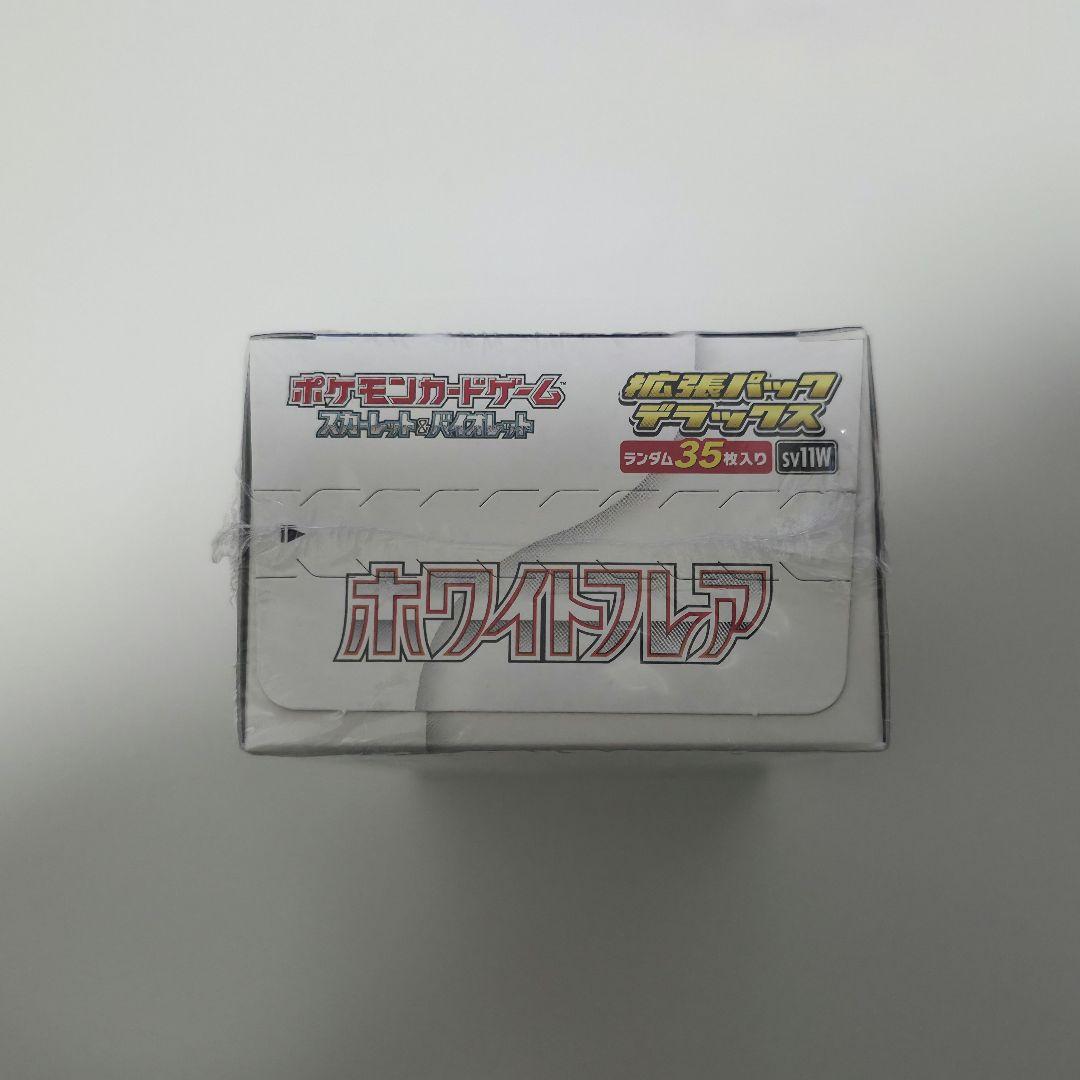 ポケモンカードゲーム™
スカーレット&バイオレット
拡張パック
デラックス
ランダム35枚入り
SV11W
ホワイトフレア